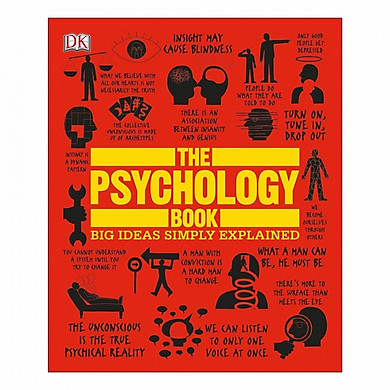 DK
INSIGHT MAY
CAUSE BLINDNESS
ONLY GOOD
PEOPLE GET
DEPRESSED
WHAT WE BELIEVE WITH
ALL OUR HEARTS IS NOT
NECESSARILY THE TRUTH
PEOPLE DO
WHAT THEY ARE
TOLD TO DO
THERE IS AN
ASSOCIATION
BETWEEN INSANITY
AND GENIUS
TURN ON,
TUNE IN,
DROP OUT
THE COLLECTIVE
UNCONSCIOUS IS MADE
UP OF ARCHETYPES
INSTINCT IS
A DYNAMIC
PATTERN
THE
PSYCHOLOGY
BOOK
BIG IDEAS SIMPLY EXPLAINED
WE
BECOME
OURSELVES
THROUGH
OTHERS
YOU CANNOT UNDERSTAND
A SYSTEM UNTIL YOU
TRY TO CHANGE IT
A MAN WITH
CONVICTION IS
A HARD MAN TO
CHANGE
WHAT A MAN CAN
BE, HE MUST BE
THERE'S MORE TO
THE SURFACE THAN
MEETS THE EYE
THE UNCONSCIOUS
IS THE TRUE
PSYCHICAL REALITY
WE CAN LISTEN
TO ONLY ONE
VOICE AT ONCE